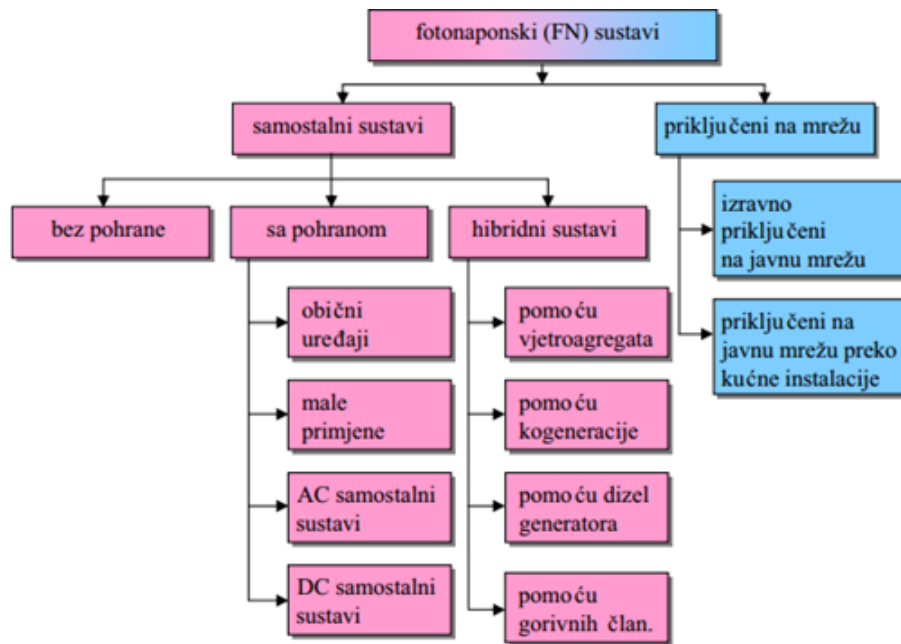 fotonaponski (FN) sustavi
samostalni sustavi
priključeni na mrežu
bez pohrane
sa pohranom
hibridni sustavi
izravno
priključeni
na javnu mrežu
obični
uređaji
pomoću
vjetroagregata
priključeni na
javnu mrežu preko
kućne instalacije
male
primjene
pomoću
kogeneracije
AC samostalni
sustavi
pomoću dizel
generatora
DC samostalni
sustavi
pomoću
gorivnih član.